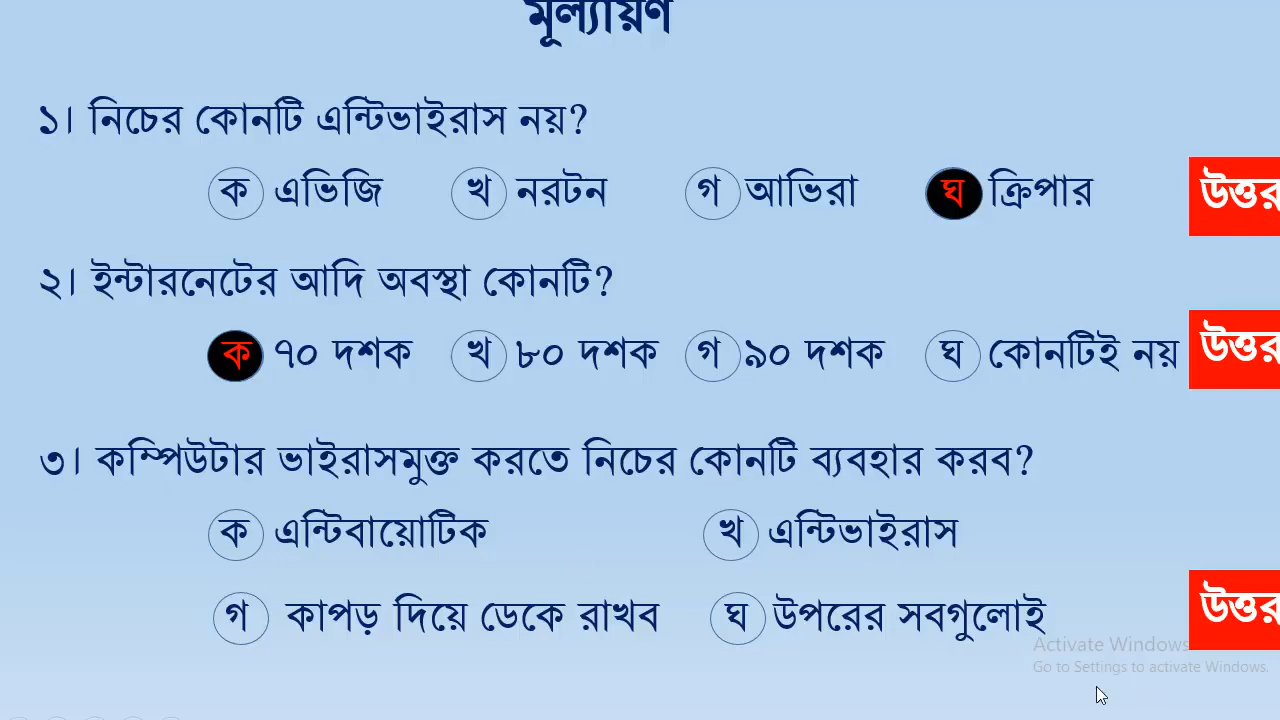 মূল্যায়ণ
১। নিচের কোনটি এন্টিভাইরাস নয়?
ক এভিজি খ নরটন গ আভিরা ঘ ক্রিপার উত্তর
২। ইন্টারনেটের আদি অবস্থা কোনটি?
ক ৭০ দশক খ ৮০ দশক গ ৯০ দশক ঘ কোনটিই নয় উত্তর
৩। কম্পিউটার ভাইরাসমুক্ত করতে নিচের কোনটি ব্যবহার করব?
ক এন্টিবায়োটিক খ এন্টিভাইরাস
গ কাপড় দিয়ে ডেকে রাখব ঘ উপরের সবগুলোই উত্তর
Activate Windows
Go to Settings to activate Windows.